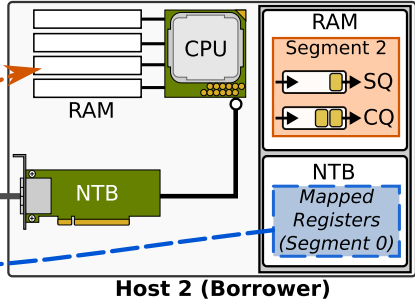 RAM
CPU
Segment 2
SQ
CQ
RAM
NTB
NTB
Mapped
Registers
(Segment 0)
Host 2 (Borrower)